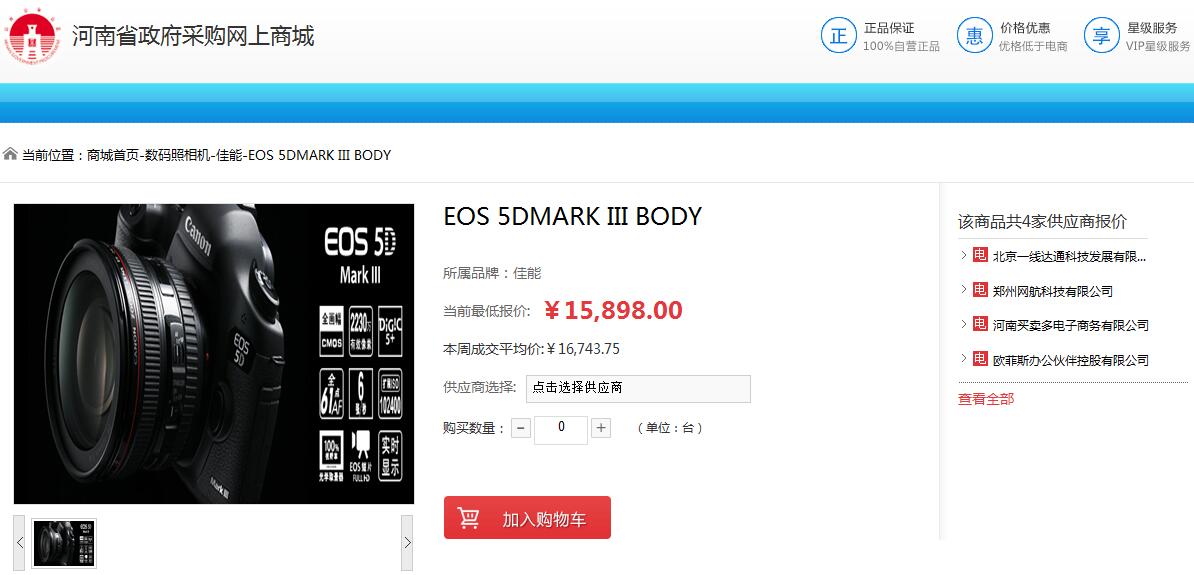 河南省政府采购网上商城
正 正品保证
100%自营正品
惠 价格优惠
优格低于电商
享 星级服务
VIP星级服务
当前位置：商城首页-数码照相机-佳能-EOS 5DMARK III BODY
Canon
EOS 5D
Mark III
全画幅 CMOS
2230万 有效像素
DIGIC 5+
61点AF
6张/秒
扩展ISO 102400
100% 视野率 光学取景器
EOS短片 FULL HD
实时显示
EOS 5D
Mark III
EOS 5DMARK III BODY
所属品牌：佳能
当前最低报价: ￥15,898.00
本周成交平均价:￥16,743.75
供应商选择: 点击选择供应商
购买数量： - 0 + （单位：台）
加入购物车
该商品共4家供应商报价
电 北京一线达通科技发展有限...
电 郑州网航科技有限公司
电 河南买卖多电子商务有限公司
电 欧菲斯办公伙伴控股有限公司
查看全部